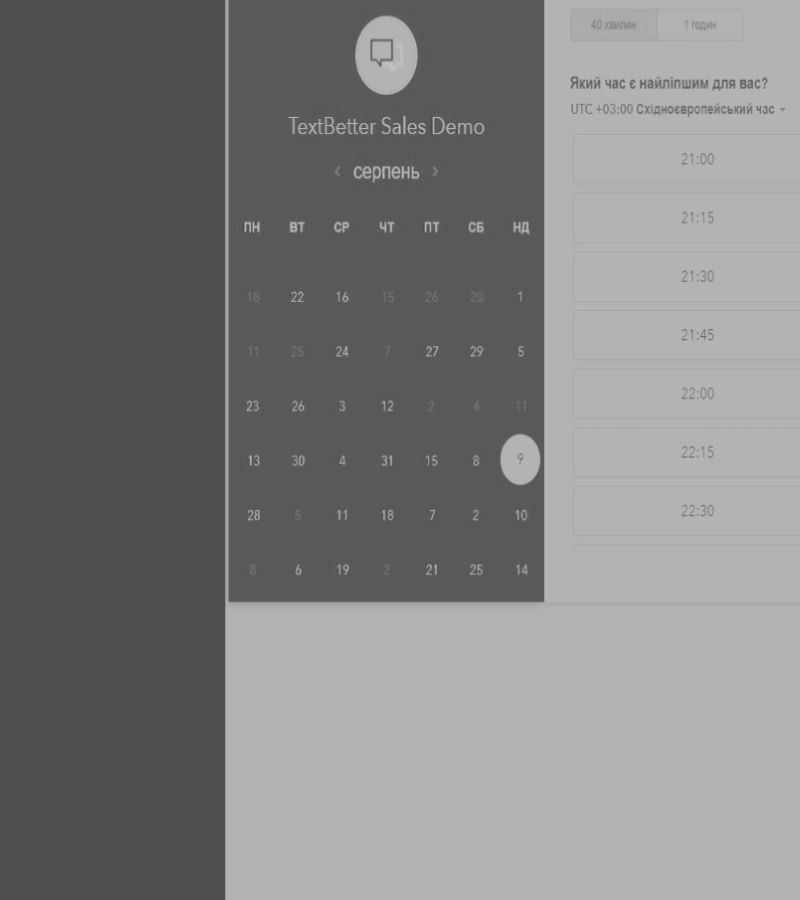 TextBetter Sales Demo
серпень
ПН ВТ СР ЧТ ПТ СБ НД
18 22 16 15 26 20 1
11 25 24 7 27 29 5
23 26 3 12 2 4 11
13 30 4 31 15 8 9
28 5 11 18 7 2 10
8 6 19 2 21 25 14
40 хвилин 1 годин
Який час є найліпшим для вас?
UTC +03:00 Східноєвропейський час
21:00
21:15
21:30
21:45
22:00
22:15
22:30